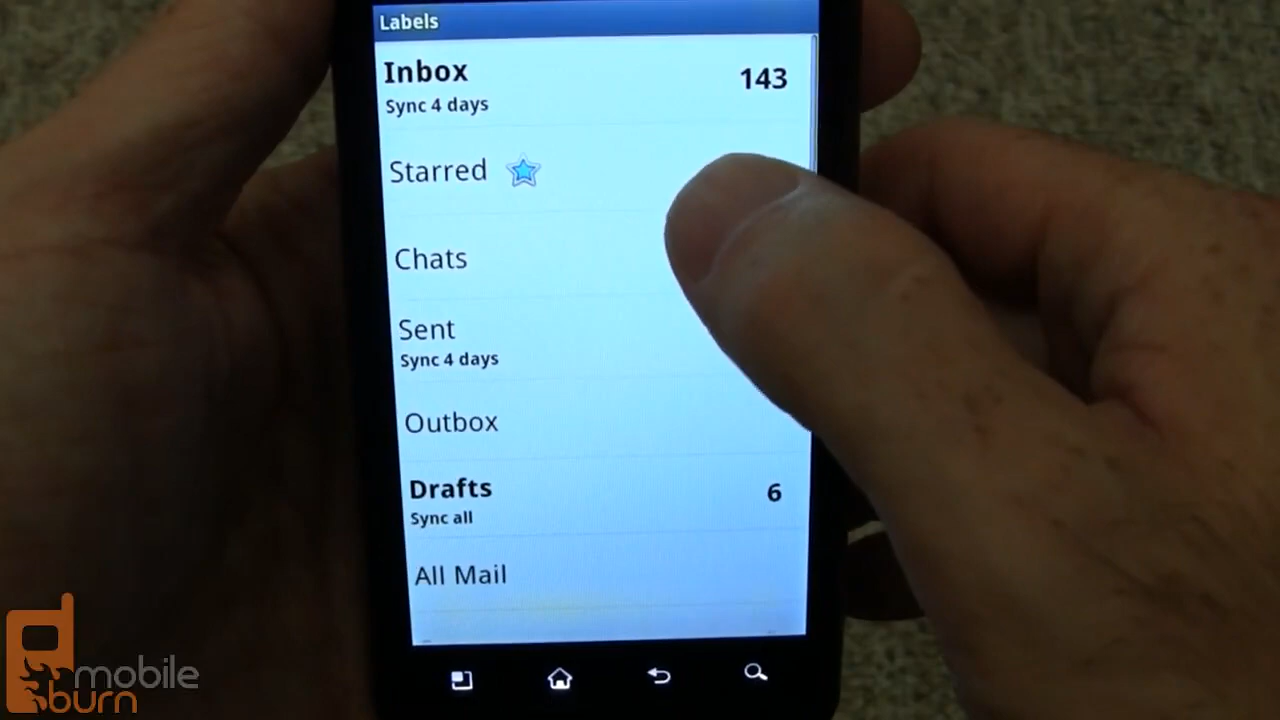 Labels
Inbox
143
Sync 4 days
Starred
Chats
Sent
Sync 4 days
Outbox
Drafts
6
Sync all
All Mail
mobile
burn